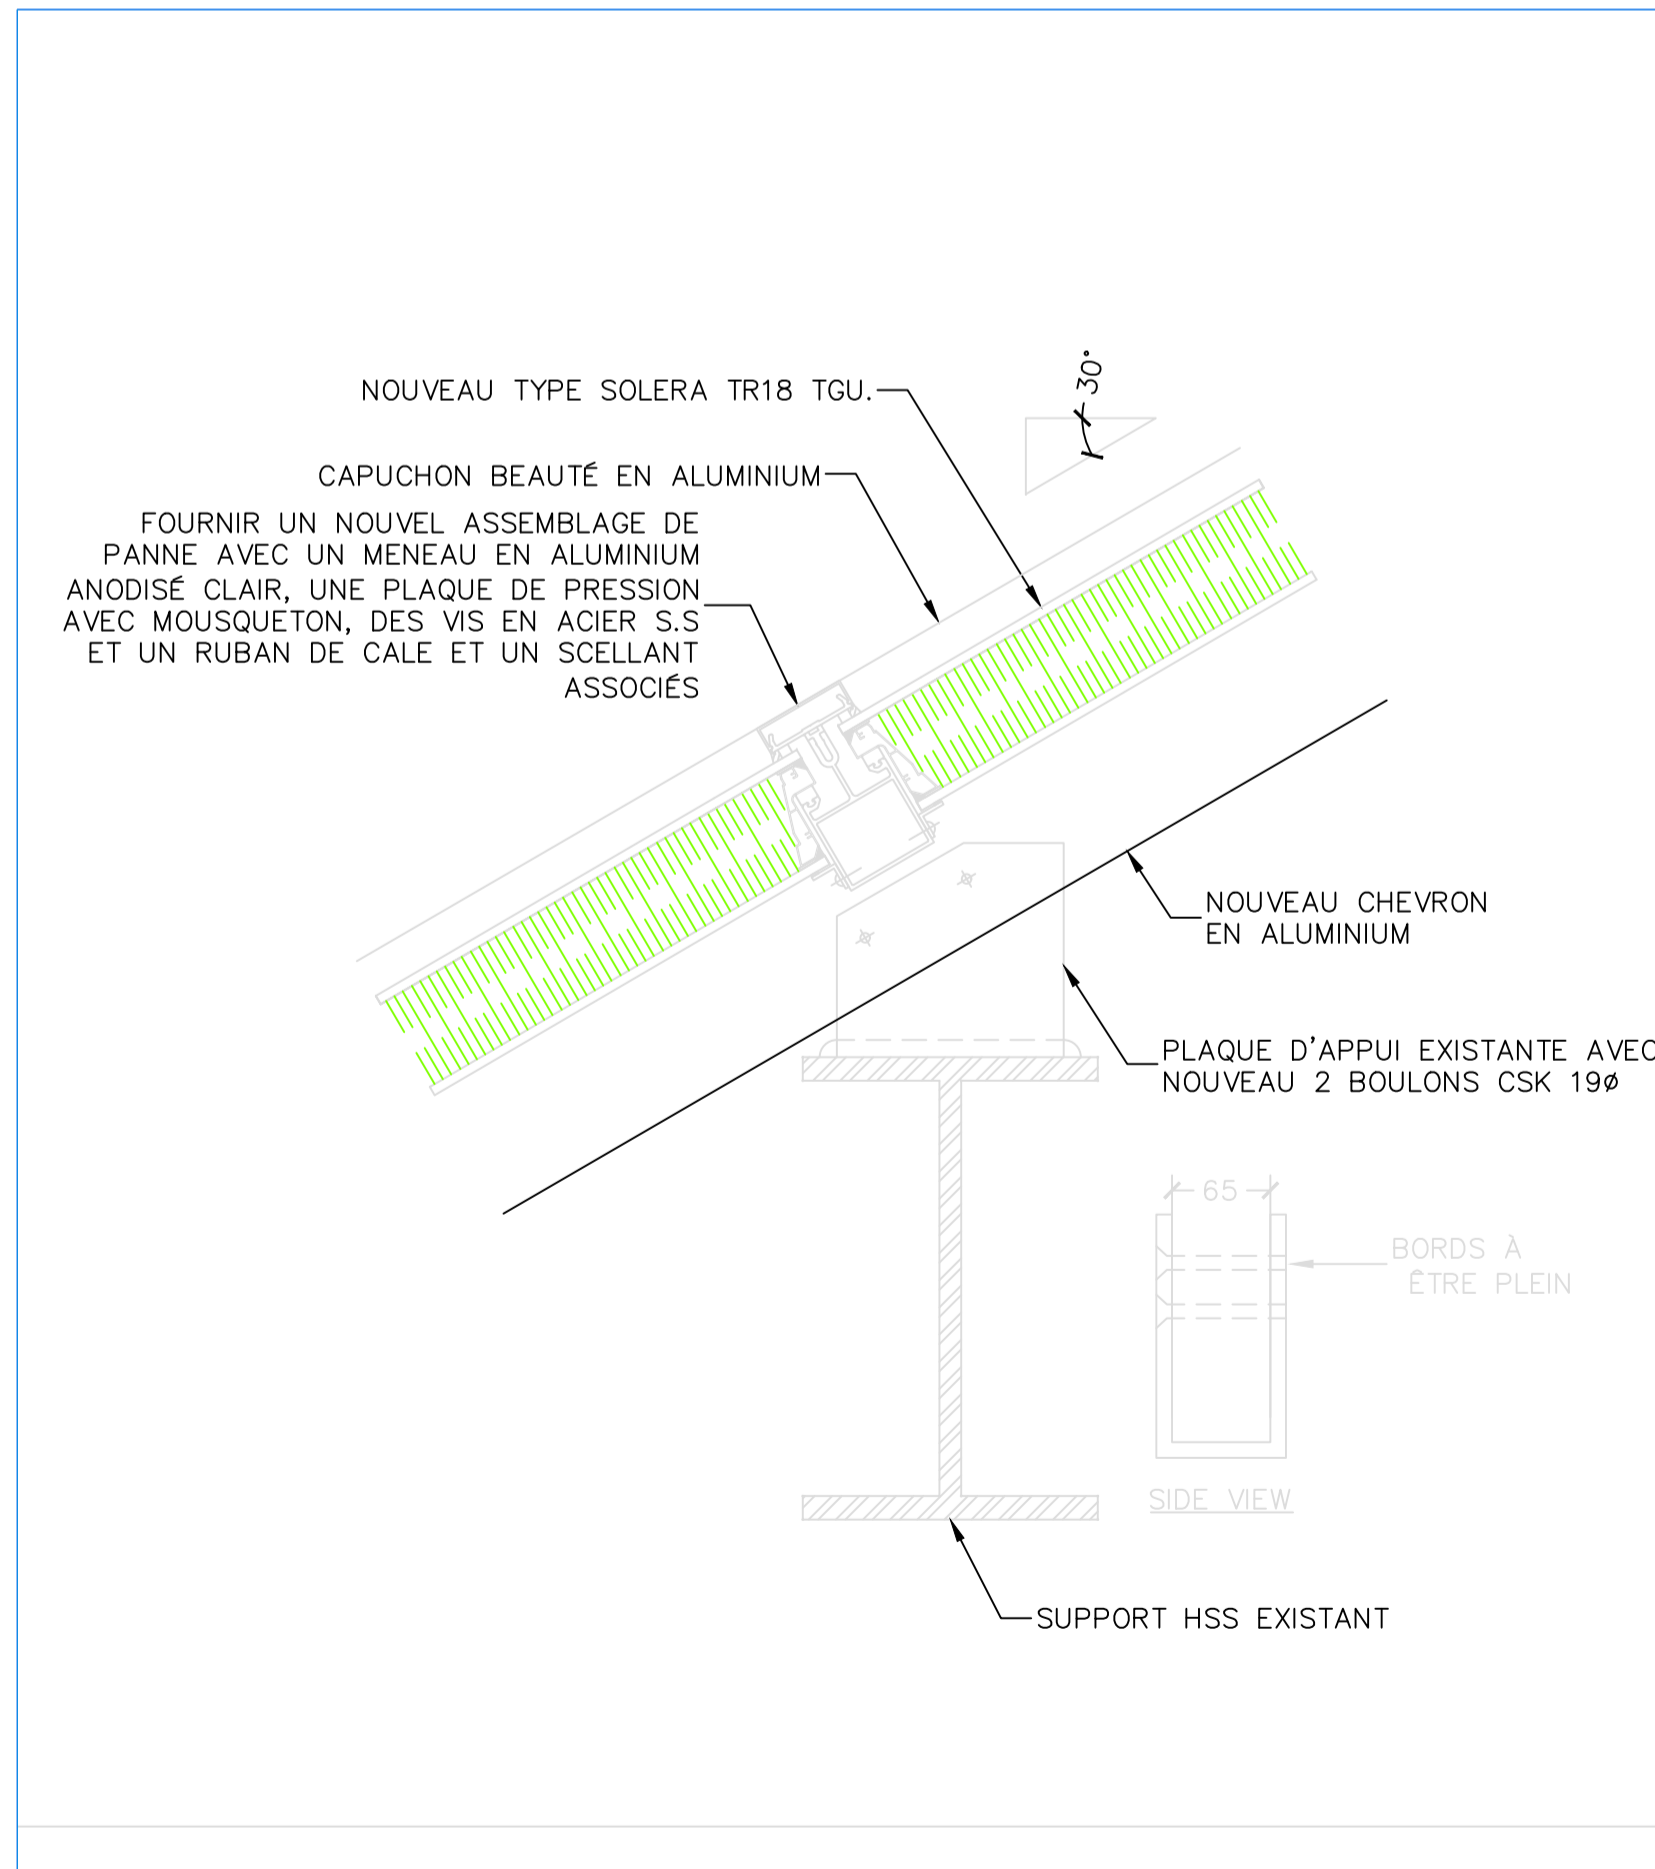 30°
NOUVEAU TYPE SOLERA TR18 TGU.
CAPUCHON BEAUTÉ EN ALUMINIUM
FOURNIR UN NOUVEL ASSEMBLAGE DE
PANNE AVEC UN MENEAU EN ALUMINIUM
ANODISÉ CLAIR, UNE PLAQUE DE PRESSION
AVEC MOUSQUETON, DES VIS EN ACIER S.S
ET UN RUBAN DE CALE ET UN SCELLANT
ASSOCIÉS
NOUVEAU CHEVRON
EN ALUMINIUM
PLAQUE D'APPUI EXISTANTE AVEC
NOUVEAU 2 BOULONS CSK 19ø
65
BORDS À
ÊTRE PLEIN
SIDE VIEW
SUPPORT HSS EXISTANT